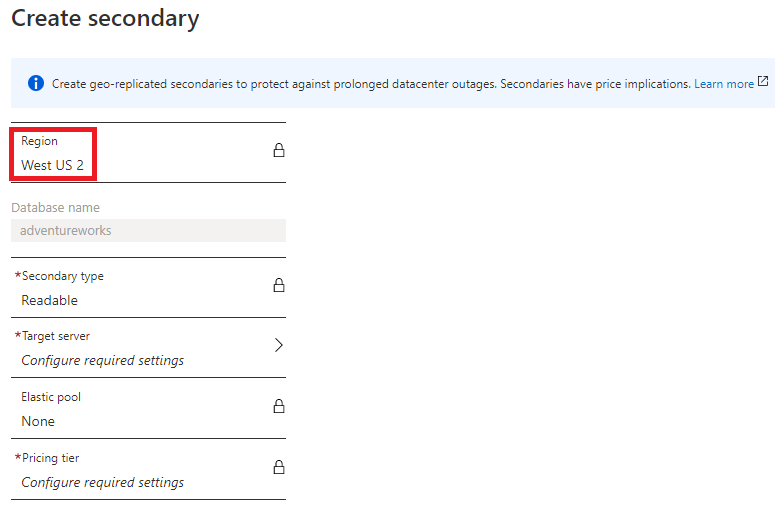 Create secondary
Create geo-replicated secondaries to protect against prolonged datacenter outages. Secondaries have price implications. Learn more
Region
West US 2
Database name
adventureworks
*Secondary type
Readable
*Target server
Configure required settings
Elastic pool
None
*Pricing tier
Configure required settings